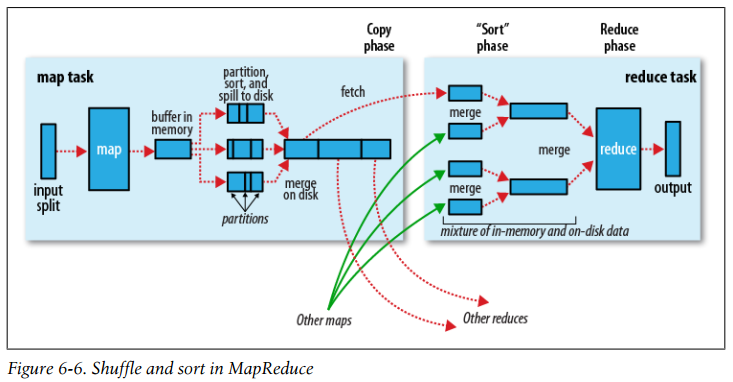 Copy
phase
“Sort”
phase
Reduce
phase
map task
partition,
sort, and
spill to disk
fetch
reduce task
buffer in
memory
map
merge
merge
reduce
input
split
merge
on disk
merge
output
partitions
mixture of in-memory and on-disk data
Other maps
Other reduces
Figure 6-6. Shuffle and sort in MapReduce